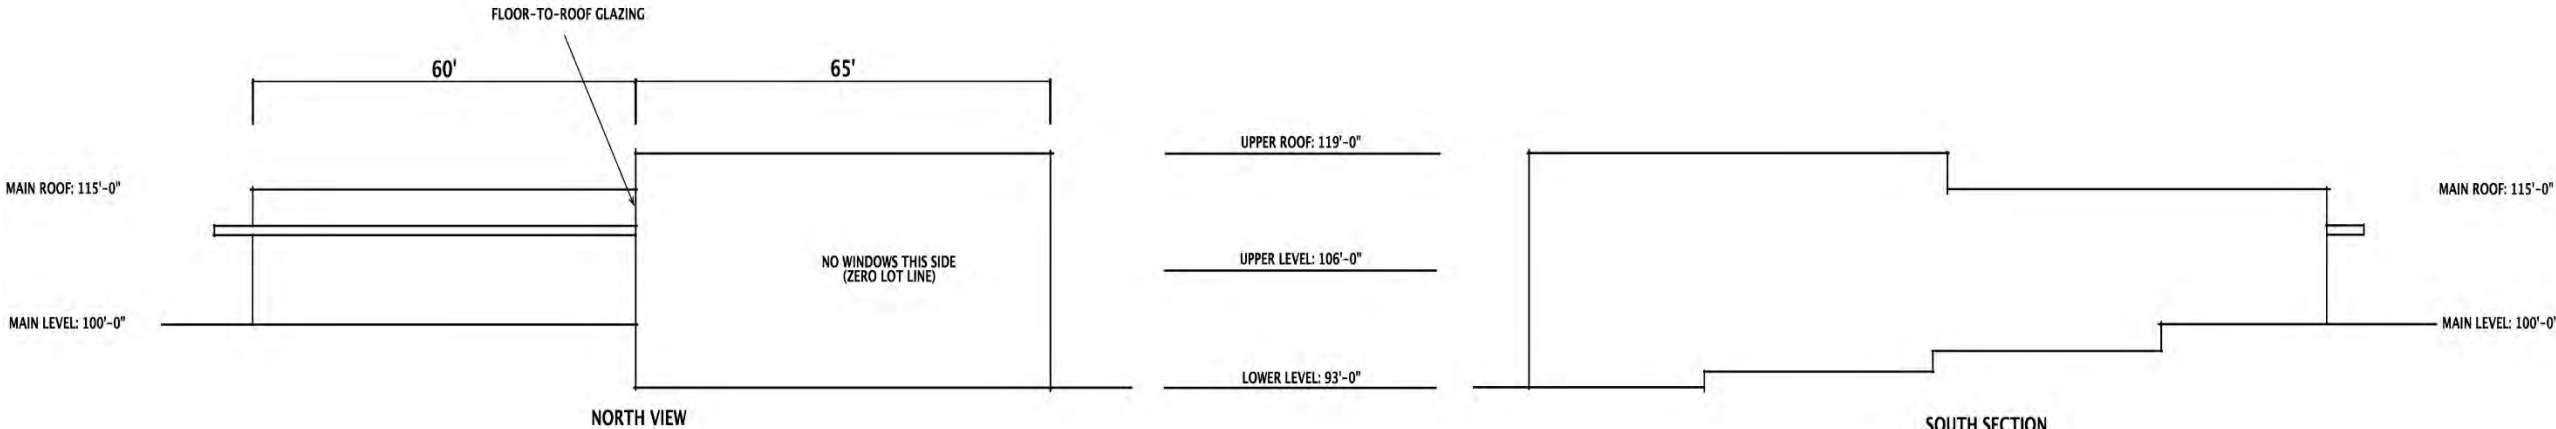 FLOOR-TO-ROOF GLAZING
60'
65'
MAIN ROOF: 115'-0"
MAIN LEVEL: 100'-0"
NO WINDOWS THIS SIDE
(ZERO LOT LINE)
NORTH VIEW
UPPER ROOF: 119'-0"
UPPER LEVEL: 106'-0"
LOWER LEVEL: 93'-0"
MAIN ROOF: 115'-0"
MAIN LEVEL: 100'-0'
SOUTH SECTION